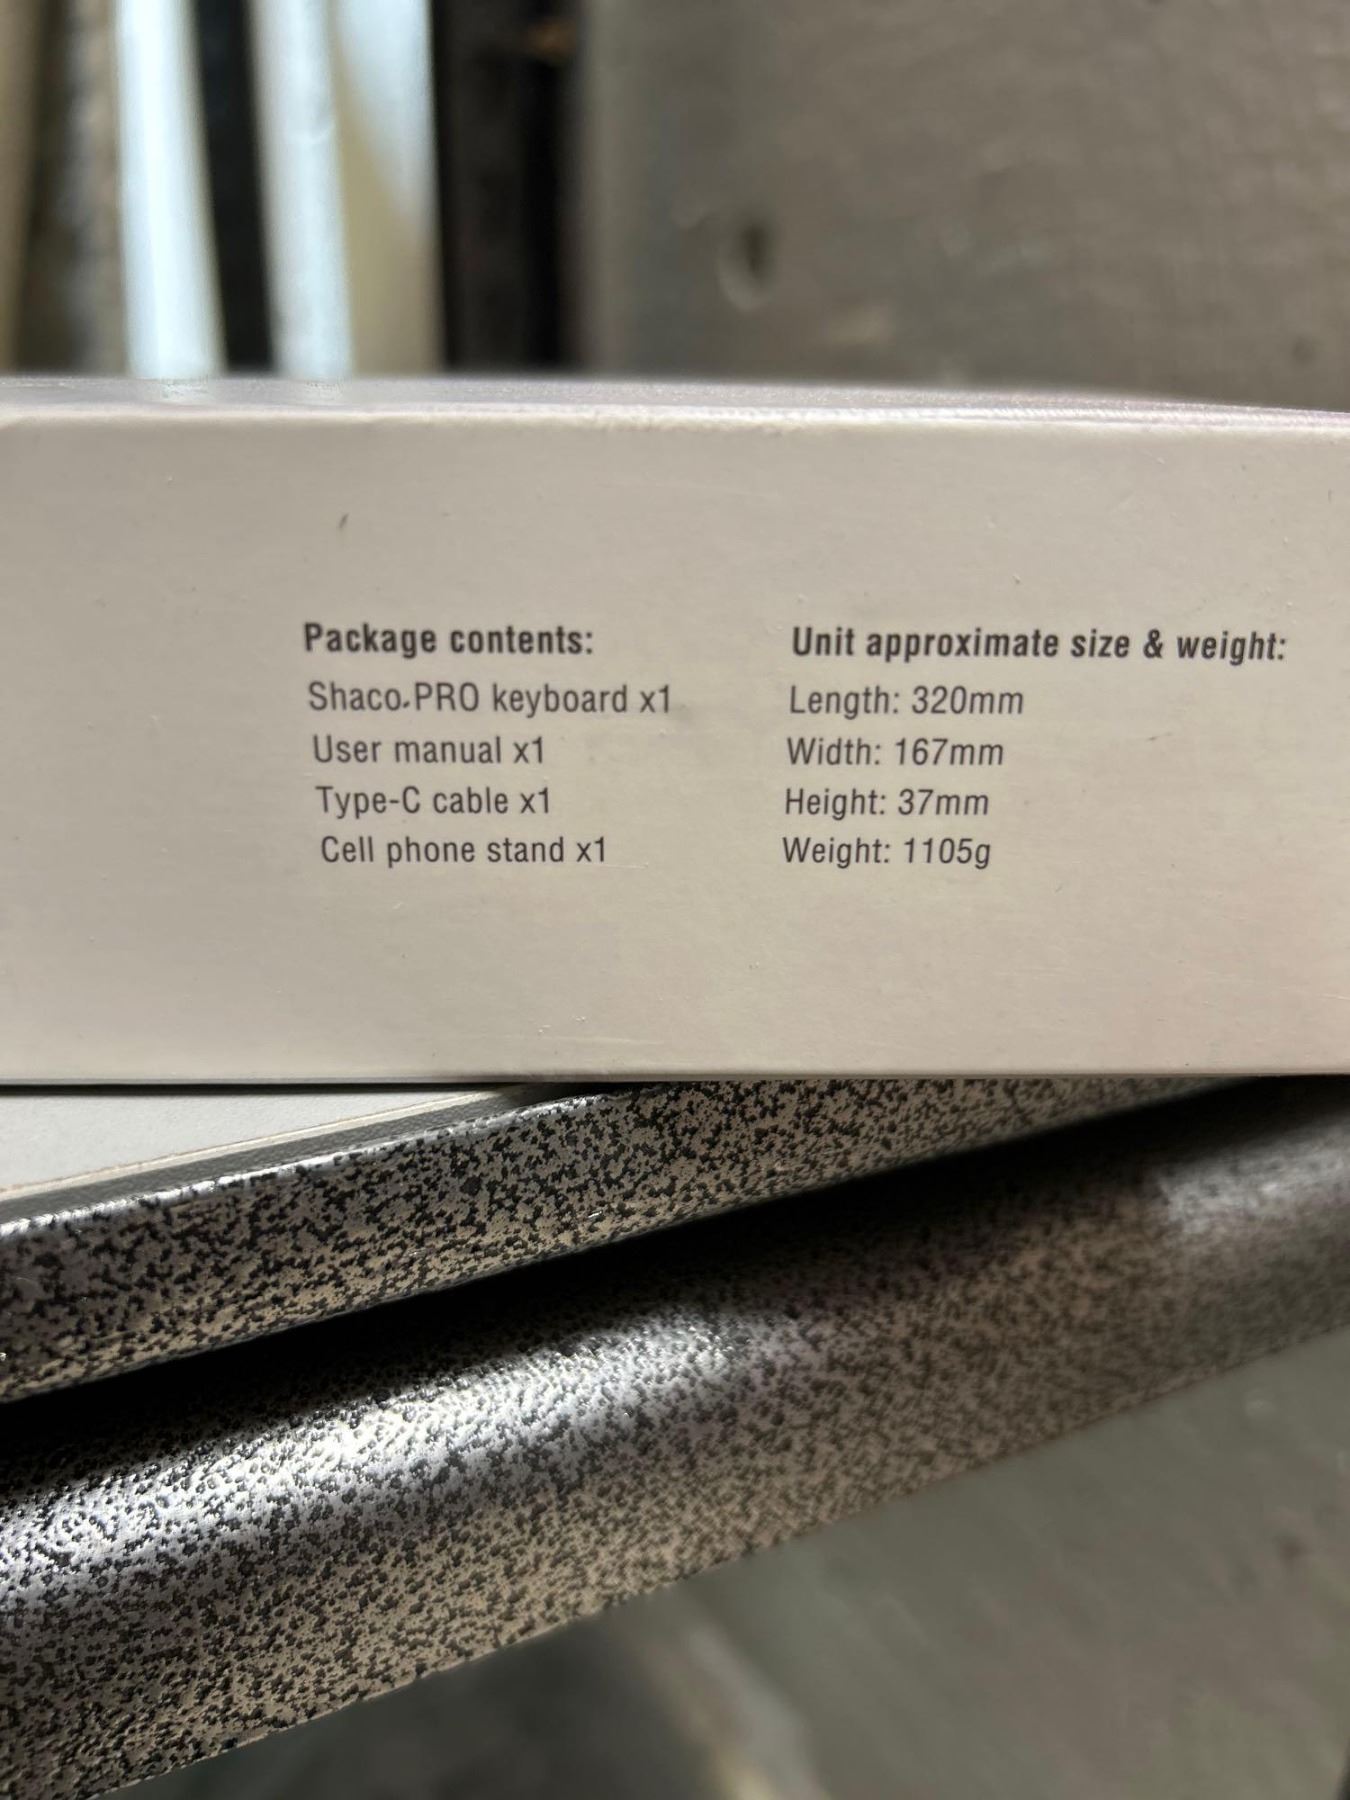 Package contents:
Shaco PRO keyboard x1
User manual x1
Type-C cable x1
Cell phone stand x1
Unit approximate size & weight:
Length: 320mm
Width: 167mm
Height: 37mm
Weight: 1105g